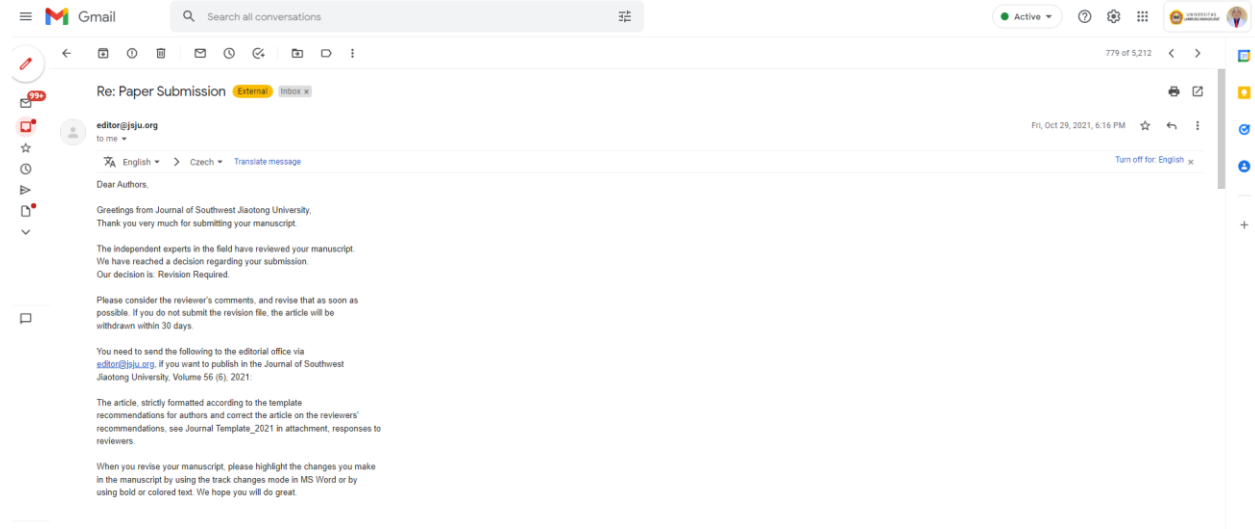 Gmail
Search all conversations
Active
UNIVERSITAS
99+
779 of 5,212
Re: Paper Submission External Inbox x
editor@jsju.org
Fri, Oct 29, 2021, 6:16 PM
to me
English > Czech Translate message
Turn off for: English x
Dear Authors,
Greetings from Journal of Southwest Jiaotong University,
Thank you very much for submitting your manuscript.
The independent experts in the field have reviewed your manuscript.
We have reached a decision regarding your submission.
Our decision is: Revision Required.
Please consider the reviewer's comments, and revise that as soon as
possible. If you do not submit the revision file, the article will be
withdrawn within 30 days.
You need to send the following to the editorial office via
editor@jsju.org, if you want to publish in the Journal of Southwest
Jiaotong University, Volume 56 (6), 2021:
The article, strictly formatted according to the template
recommendations for authors and correct the article on the reviewers'
recommendations, see Journal Template_2021 in attachment, responses to
reviewers.
When you revise your manuscript, please highlight the changes you make
in the manuscript by using the track changes mode in MS Word or by
using bold or colored text. We hope you will do great.